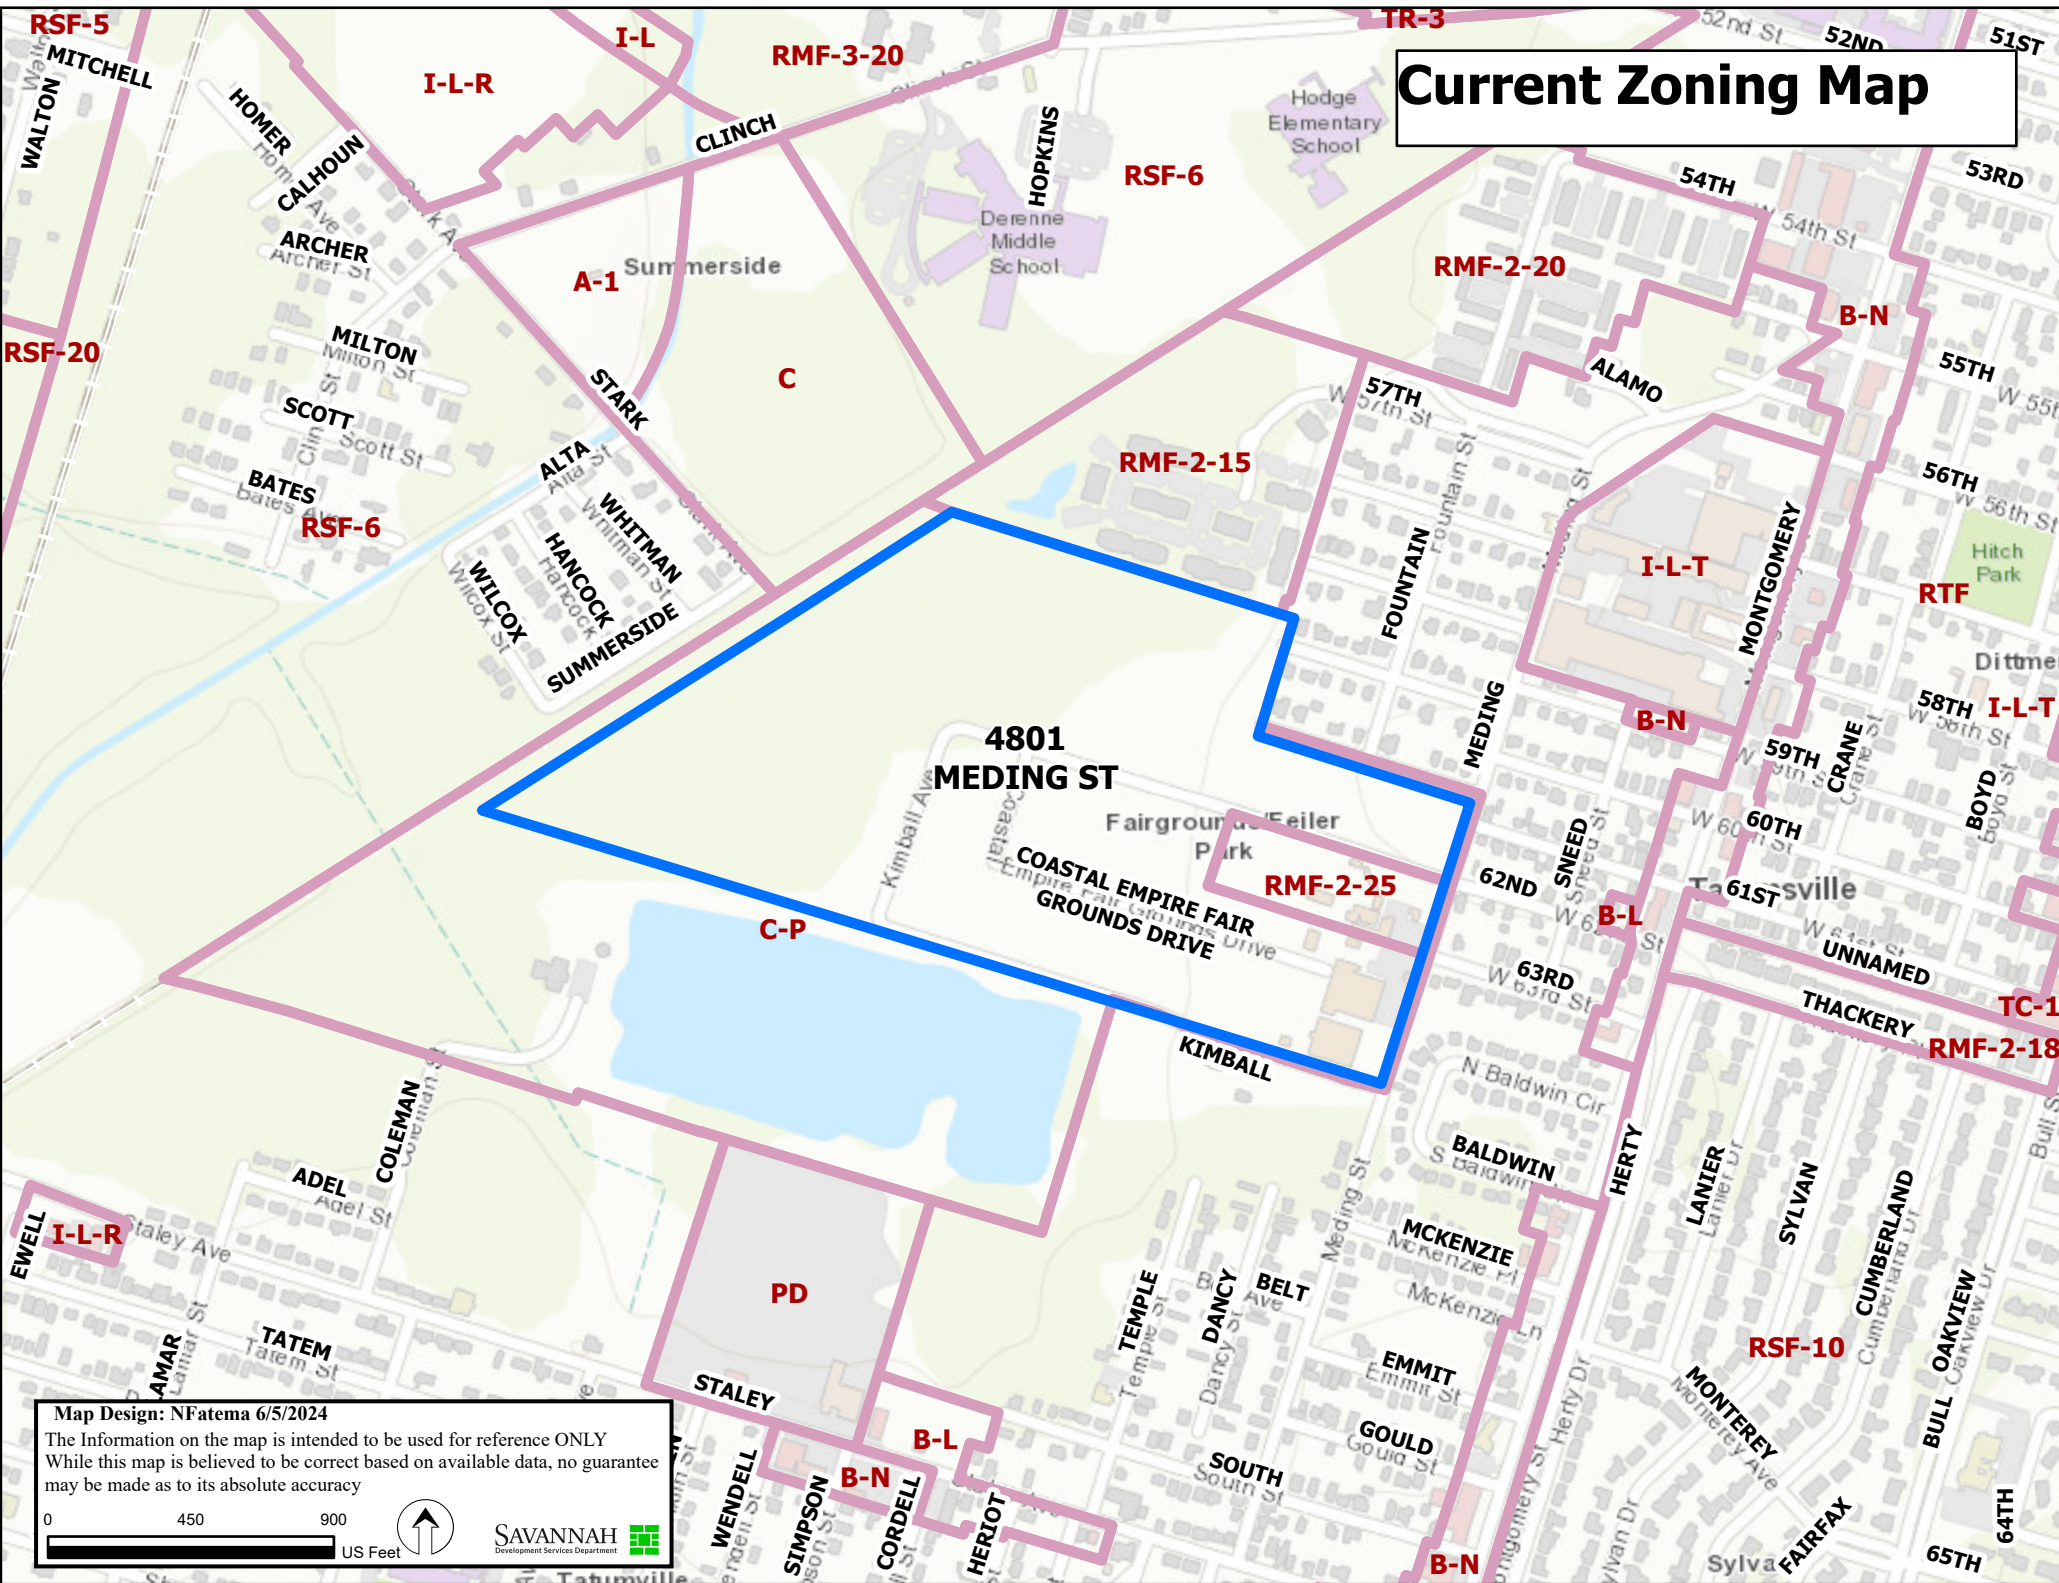 Current Zoning Map
RSF-5
MITCHELL
WALTON
HOMER
CALHOUN
ARCHER
Archer St
MILTON
Milton St
SCOTT
Scott St
BATES
Bates Ave
RSF-6
RSF-20
I-L-R
I-L
RMF-3-20
TR-3
CLINCH
HOPKINS
RSF-6
Hodge
Elementary
School
Derenne
Middle
School
52nd St
52ND
51ST
53RD
54TH
W 54th St
RMF-2-20
B-N
A-1
Summerside
C
STARK
ALTA
Alta St
WHITMAN
Whitman St
HANCOCK
Hancock
WILCOX
Wilcox St
SUMMERSIDE
RMF-2-15
57TH
W 57th St
ALAMO
55TH
W 55t
56TH
W 56th St
FOUNTAIN
Fountain St
I-L-T
MONTGOMERY
Hitch
Park
RTF
Dittme
58TH
W 58th St
I-L-T
MEDING
B-N
59TH
CRANE
BOYD
Boyd St
4801
MEDING ST
Kimball Ave
Coastal
Empire Fair Grounds Drive
COASTAL EMPIRE FAIR
GROUNDS DRIVE
Fairgrounds/Feiler
Park
RMF-2-25
SNEED
Sneed St
62ND
60TH
61ST
B-L
63RD
W 63rd St
UNNAMED
W 61st St
THACKERY
TC-1
RMF-2-18
C-P
KIMBALL
N Baldwin Cir
BALDWIN
S Baldwin
HERTY
LANIER
Lanier Dr
SYLVAN
CUMBERLAND
Cumberland Dr
OAKVIEW
Oakview Dr
BULL
Bull St
COLEMAN
Coleman St
ADEL
Adel St
EWELL
I-L-R
Staley Ave
LAMAR
Lamar St
TATEM
Tatem St
PD
STALEY
TEMPLE
Temple St
DANCY
Dancy St
BELT
Ave
Meding St
MCKENZIE
McKenzie Pl
McKenzie Ln
EMMIT
Emmit St
GOULD
Gould St
SOUTH
South St
RSF-10
MONTEREY
Monterey Ave
Herty Dr
FAIRFAX
64TH
65TH
B-L
B-N
WENDELL
SIMPSON
CORDELL
HERIOT
B-N
Tatumville
Map Design: NFatema 6/5/2024
The Information on the map is intended to be used for reference ONLY
While this map is believed to be correct based on available data, no guarantee
may be made as to its absolute accuracy
0 450 900
US Feet
SAVANNAH
Development Services Department